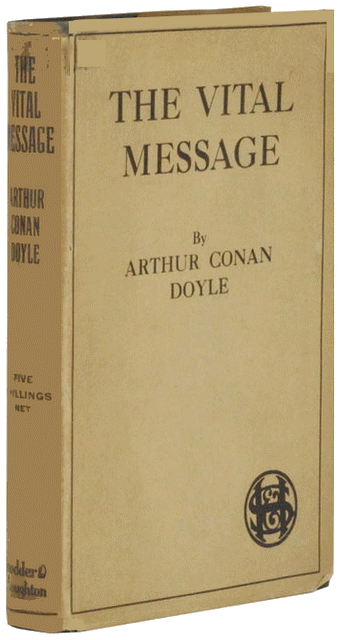 THE
VITAL
MESSAGE
ARTHUR
CONAN
DOYLE
FIVE
NET
THE VITAL
MESSAGE
By
ARTHUR CONAN
DOYLE